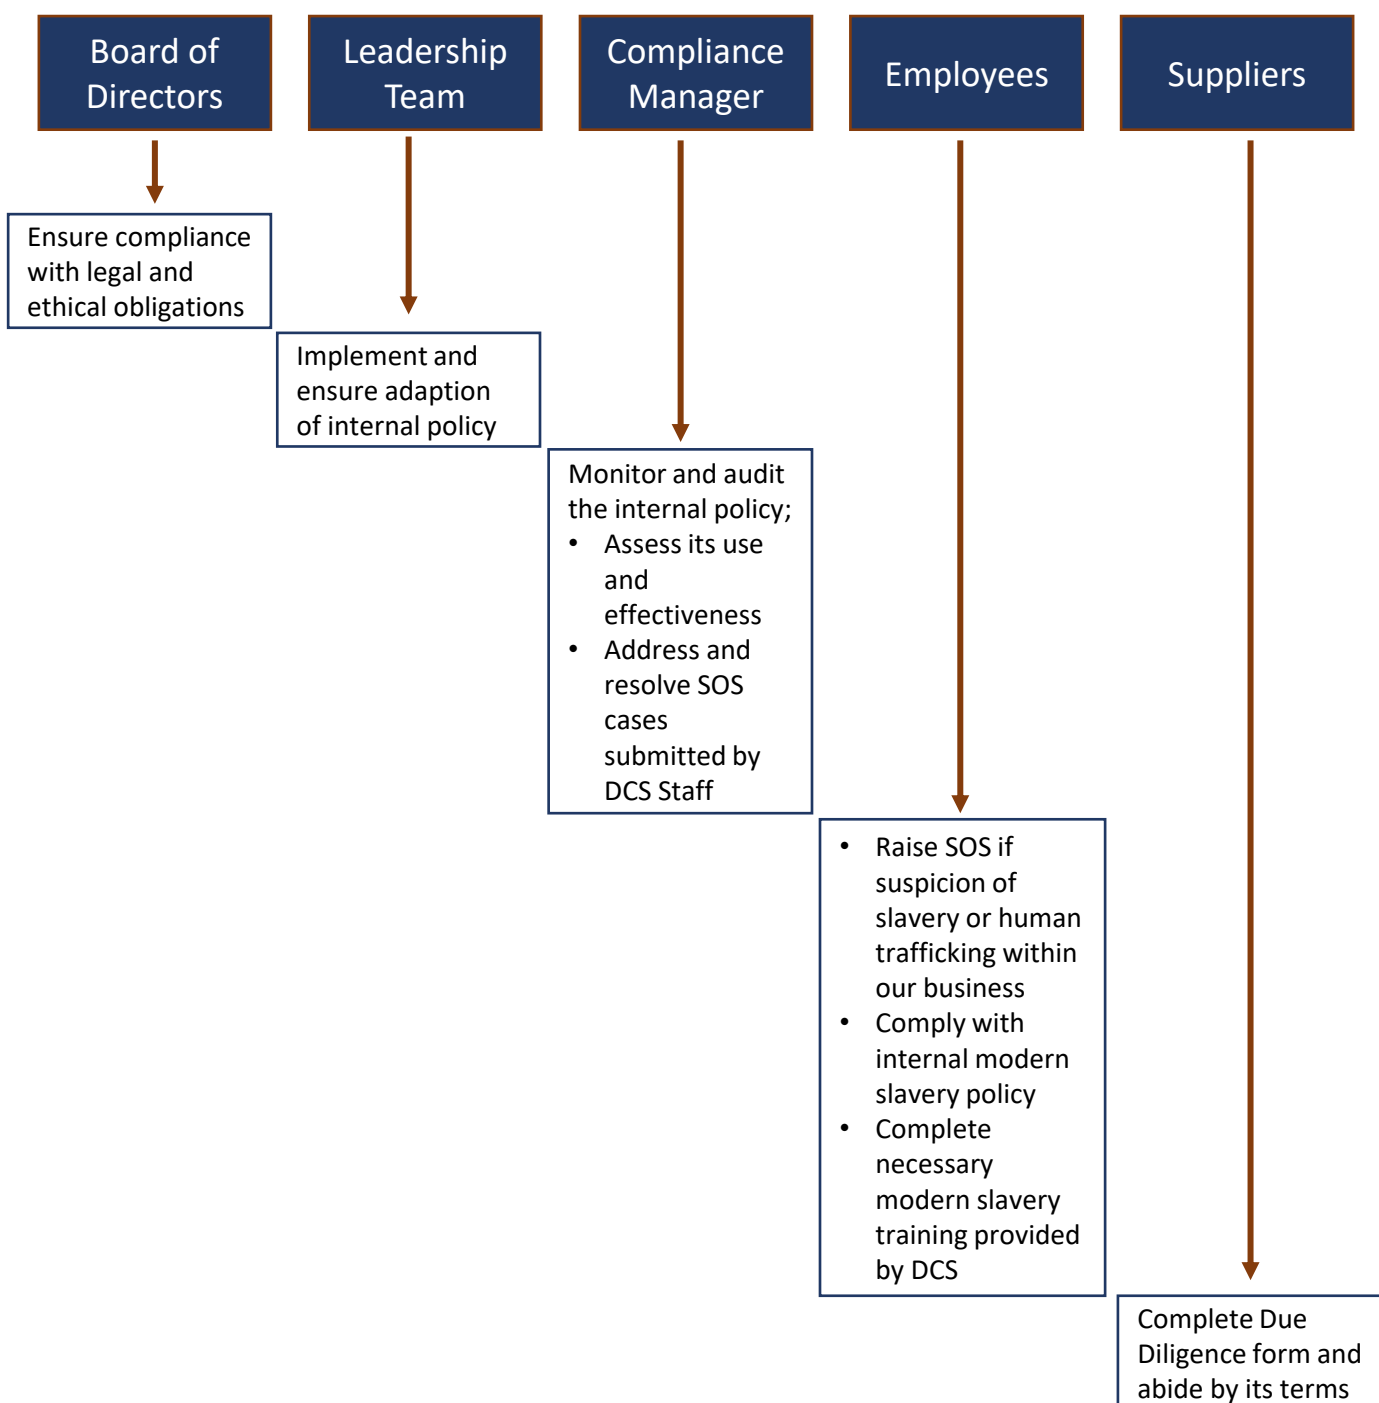 Board of
Directors
Leadership
Team
Compliance
Manager
Employees
Suppliers
Ensure compliance
with legal and
ethical obligations
Implement and
ensure adaption
of internal policy
Monitor and audit
the internal policy;
• Assess its use
and
effectiveness
• Address and
resolve SOS
cases
submitted by
DCS Staff
• Raise SOS if
suspicion of
slavery or human
trafficking within
our business
• Comply with
internal modern
slavery policy
• Complete
necessary
modern slavery
training provided
by DCS
Complete Due
Diligence form and
abide by its terms